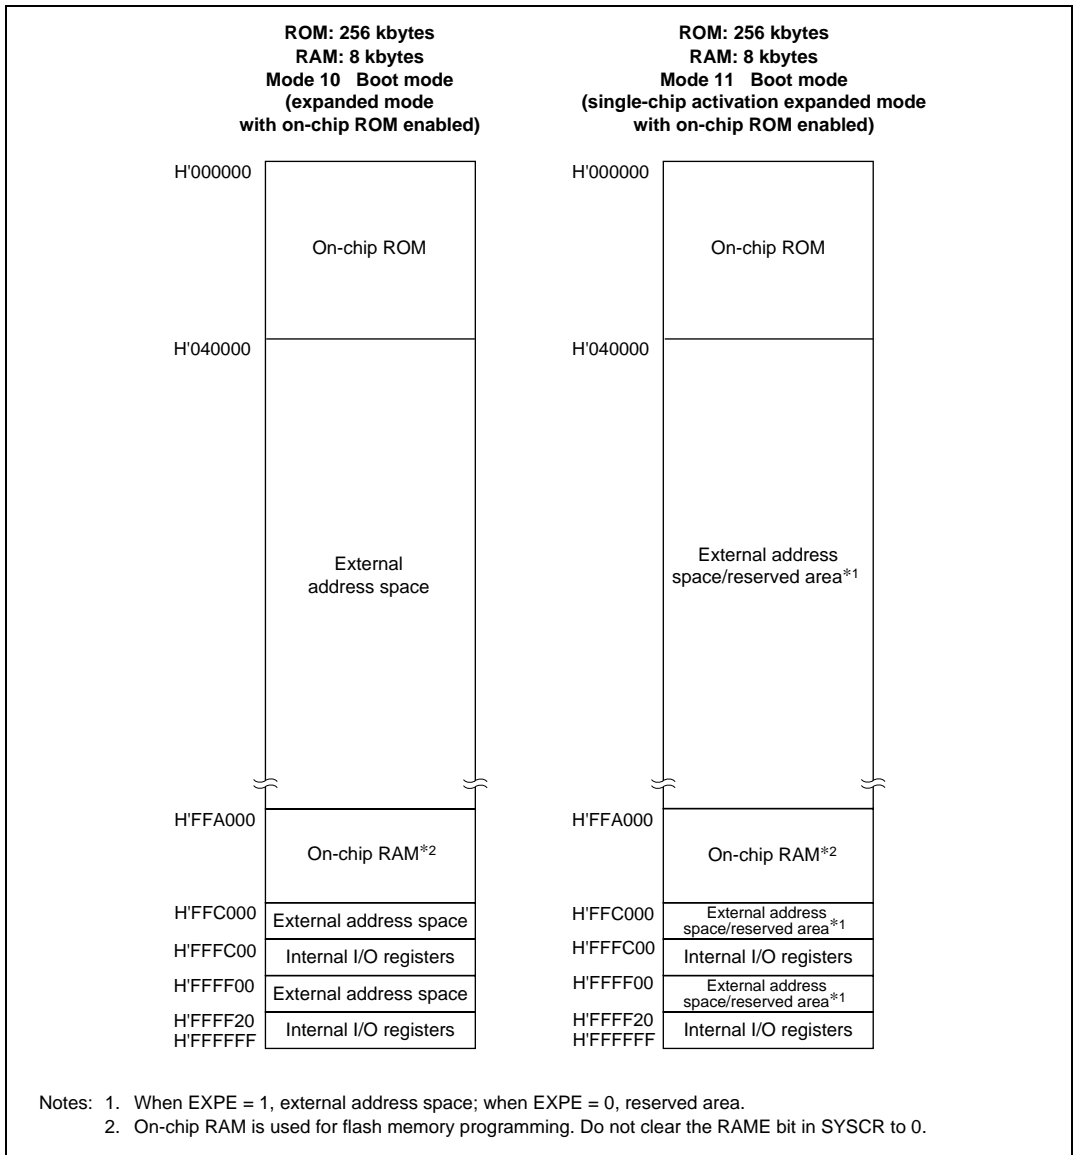 ROM: 256 kbytes
RAM: 8 kbytes
Mode 10 Boot mode
(expanded mode
with on-chip ROM enabled)
H'000000
On-chip ROM
H'040000
External
address space
H'FFA000
On-chip RAM*2
H'FFC000
External address space
H'FFFC00
Internal I/O registers
H'FFFF00
External address space
H'FFFF20
Internal I/O registers
H'FFFFFF
ROM: 256 kbytes
RAM: 8 kbytes
Mode 11 Boot mode
(single-chip activation expanded mode
with on-chip ROM enabled)
H'000000
On-chip ROM
H'040000
External address
space/reserved area*1
H'FFA000
On-chip RAM*2
H'FFC000
External address
space/reserved area*1
H'FFFC00
Internal I/O registers
H'FFFF00
External address
space/reserved area*1
H'FFFF20
Internal I/O registers
H'FFFFFF
Notes: 1. When EXPE = 1, external address space; when EXPE = 0, reserved area.
2. On-chip RAM is used for flash memory programming. Do not clear the RAME bit in SYSCR to 0.